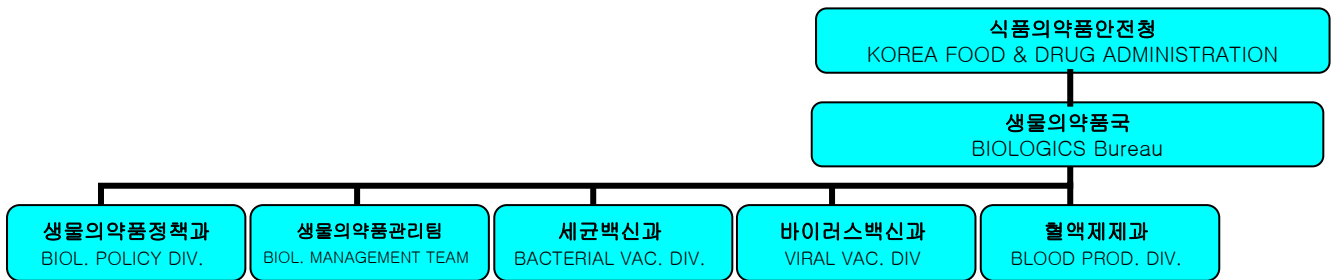 식품의약품안전청
KOREA FOOD & DRUG ADMINISTRATION
생물의약품국
BIOLOGICS Bureau
생물의약품정책과
BIOL. POLICY DIV.
생물의약품관리팀
BIOL. MANAGEMENT TEAM
세균백신과
BACTERIAL VAC. DIV.
바이러스백신과
VIRAL VAC. DIV
혈액제제과
BLOOD PROD. DIV.